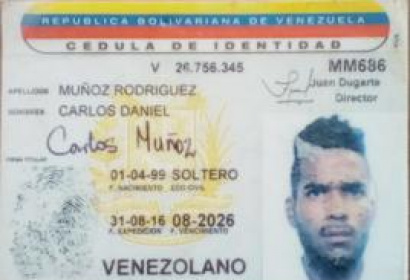 REPUBLICA BOLIVARIANA DE VENEZUELA
CEDULA DE IDENTIDAD
V 26.756.345
MM686
Juan Dugarte
Director
APELLIDOS MUÑOZ RODRIGUEZ
NOMBRES CARLOS DANIEL
Carlos Muñoz
FIRMA TITULAR
01-04-99 SOLTERO
F. NACIMIENTO EDO CIVIL
31-08-16 08-2026
F. EXPEDICION F. VENCIMIENTO
VENEZOLANO